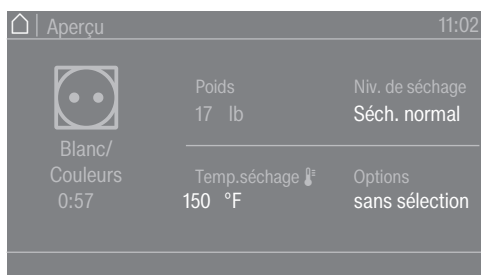 Aperçu
11:02
Poids
17 lb
Niv. de séchage
Séch. normal
Blanc/
Couleurs
0:57
Temp.séchage
150 °F
Options
sans sélection